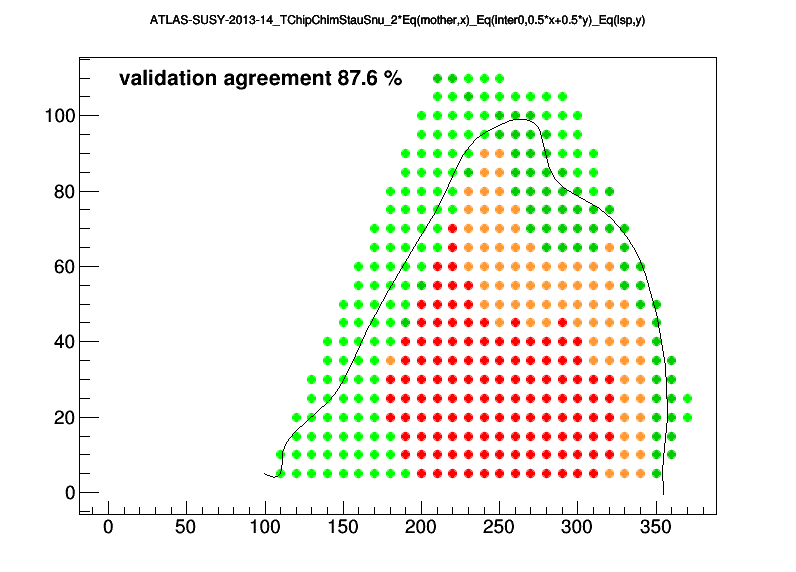 ATLAS-SUSY-2013-14_TChipChimStauSnu_2*Eq(mother,x)_Eq(inter0,0.5*x+0.5*y)_Eq(lsp,y)
validation agreement 87.6 %
100
80
60
40
20
0
0 50 100 150 200 250 300 350